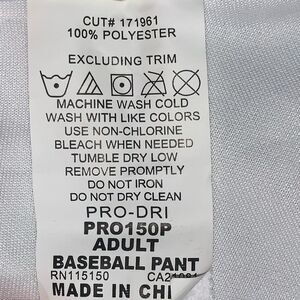 CUT# 171961
100% POLYESTER
EXCLUDING TRIM
MACHINE WASH COLD
WASH WITH LIKE COLORS
USE NON-CHLORINE
BLEACH WHEN NEEDED
TUMBLE DRY LOW
REMOVE PROMPTLY
DO NOT IRON
DO NOT DRY CLEAN
PRO-DRI
PRO150P
ADULT
BASEBALL PANT
RN115150
MADE IN CHI